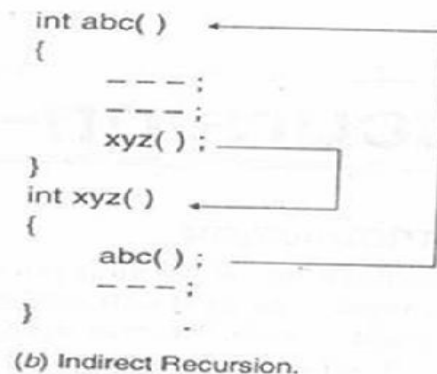 int abc( )
{
– – – ;
– – – ;
xyz( ) ;
}
int xyz( )
{
abc( ) ;
– – – ;
}
(b) Indirect Recursion.